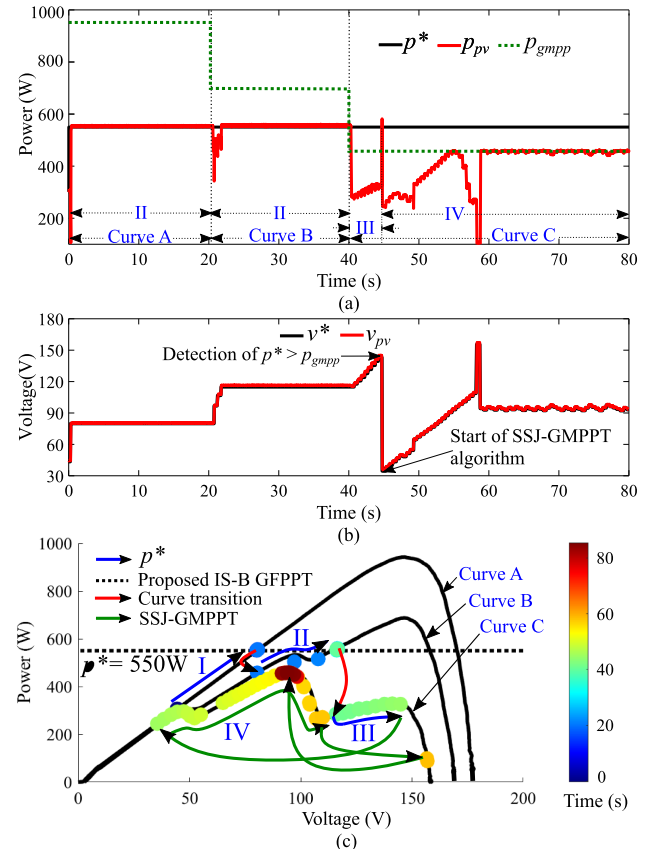 1000
800
600
400
200
Power (W)
p*
p_pv
p_gmpp
II
II
III
IV
Curve A
Curve B
Curve C
0
10
20
30
40
50
60
70
80
Time (s)
(a)
180
150
120
90
60
30
Voltage(V)
v*
v_pv
Detection of p* > p_gmpp
Start of SSJ-GMPPT
algorithm
0
10
20
30
40
50
60
70
80
Time (s)
(b)
1000
800
600
400
200
0
Power (W)
p*
Proposed IS-B GFPPT
Curve transition
SSJ-GMPPT
p*= 550W
I
II
III
IV
Curve A
Curve B
Curve C
0
50
100
150
200
Voltage (V)
80
60
40
20
0
Time (s)
(c)